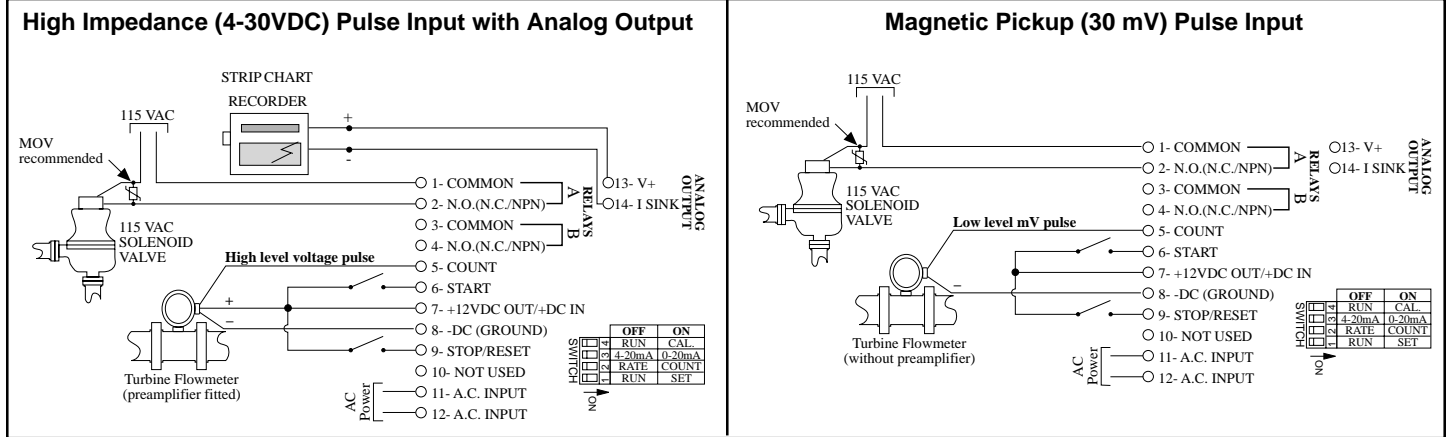 High Impedance (4-30VDC) Pulse Input with Analog Output
STRIP CHART
RECORDER
115 VAC
MOV
recommended
+
-
1- COMMON
2- N.O.(N.C./NPN)
3- COMMON
4- N.O.(N.C./NPN)
A
B
RELAYS
13- V+
14- I SINK
ANALOG
OUTPUT
115 VAC
SOLENOID
VALVE
High level voltage pulse
5- COUNT
6- START
+
7- +12VDC OUT/+DC IN
–
8- -DC (GROUND)
9- STOP/RESET
10- NOT USED
11- A.C. INPUT
12- A.C. INPUT
AC
Power
Turbine Flowmeter
(preamplifier fitted)
SWITCH
OFF ON
4 RUN CAL.
3 4-20mA 0-20mA
2 RATE COUNT
1 RUN SET
ON
Magnetic Pickup (30 mV) Pulse Input
115 VAC
MOV
recommended
1- COMMON
2- N.O.(N.C./NPN)
3- COMMON
4- N.O.(N.C./NPN)
A
B
RELAYS
13- V+
14- I SINK
ANALOG
OUTPUT
115 VAC
SOLENOID
VALVE
Low level mV pulse
5- COUNT
6- START
7- +12VDC OUT/+DC IN
–
8- -DC (GROUND)
9- STOP/RESET
10- NOT USED
11- A.C. INPUT
12- A.C. INPUT
AC
Power
Turbine Flowmeter
(without preamplifier)
SWITCH
OFF ON
4 RUN CAL.
3 4-20mA 0-20mA
2 RATE COUNT
1 RUN SET
ON